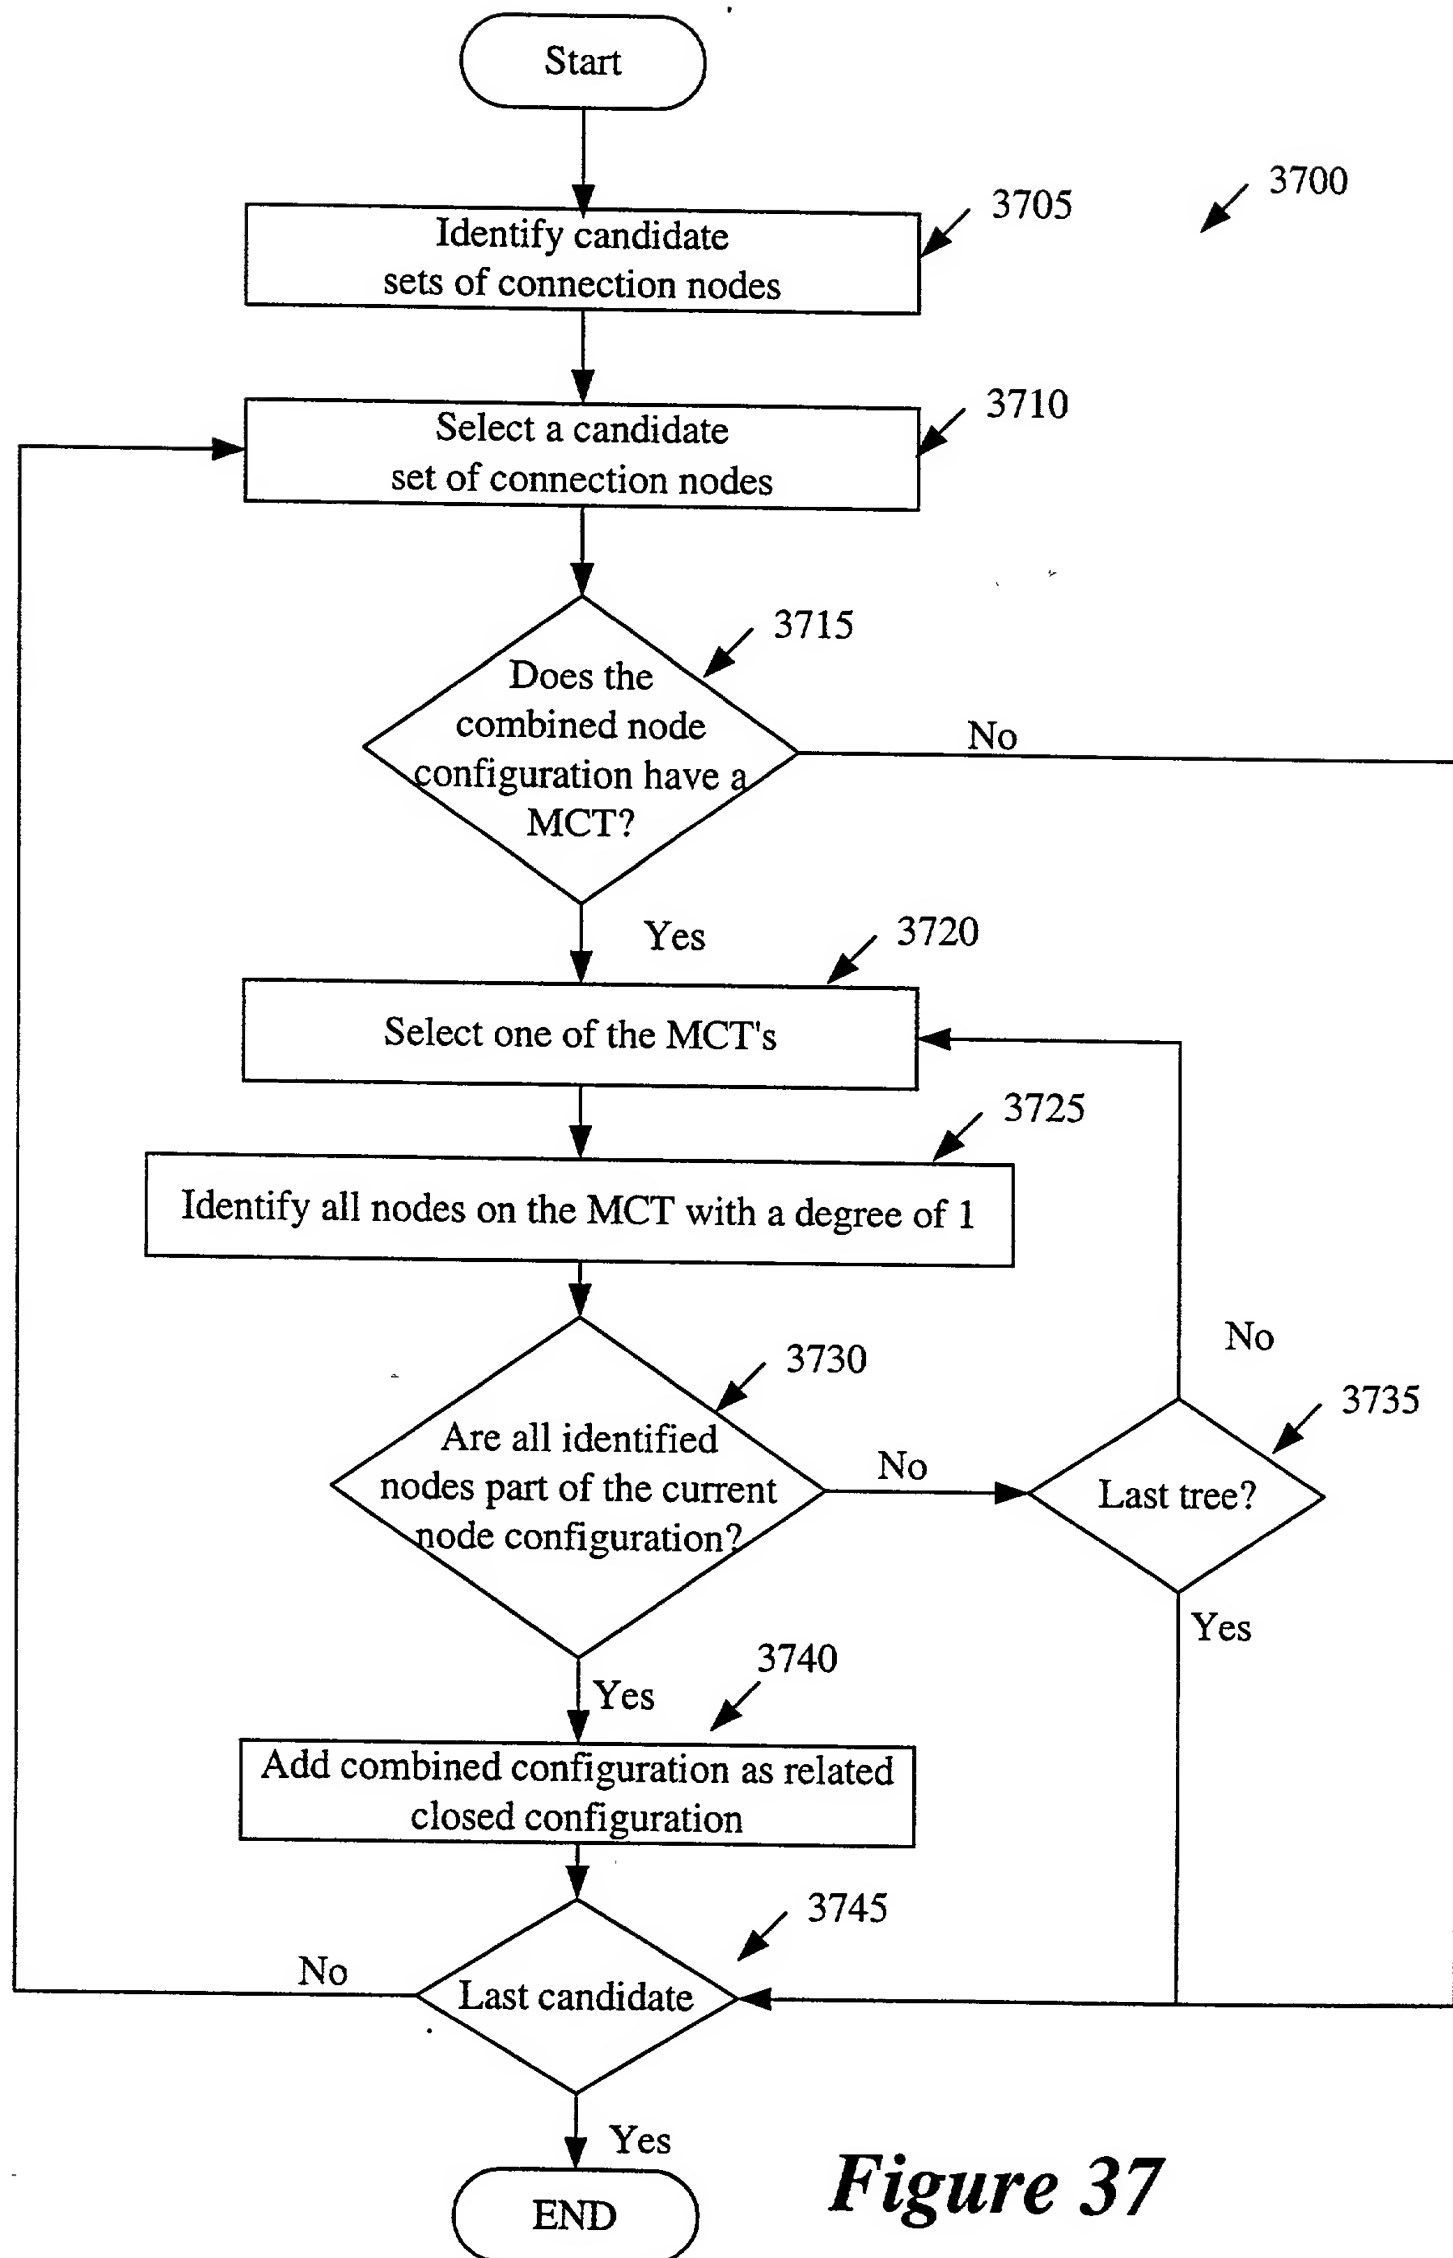 Start
3700
3705
Identify candidate
sets of connection nodes
3710
Select a candidate
set of connection nodes
3715
Does the
combined node
configuration have a
MCT?
No
Yes
3720
Select one of the MCT's
3725
Identify all nodes on the MCT with a degree of 1
3730
Are all identified
nodes part of the current
node configuration?
No
No
3735
Last tree?
Yes
Yes
3740
Add combined configuration as related
closed configuration
3745
Last candidate
No
Yes
END
Figure 37